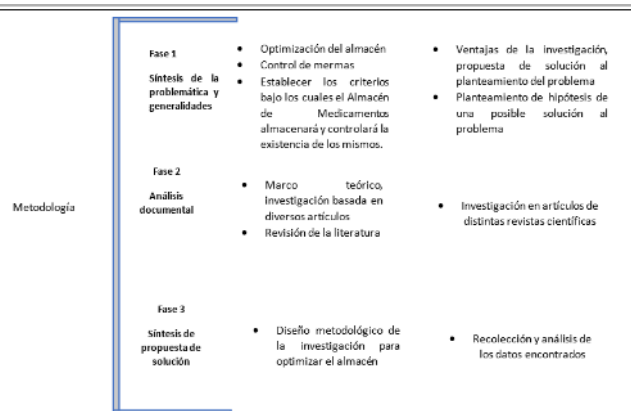 Metodología
Fase 1
Síntesis de la
problemática y
generalidades
• Optimización del almacén
• Control de mermas
• Establecer los criterios
bajo los cuales el Almacén
de Medicamentos
almacenará y controlará la
existencia de los mismos.
• Ventajas de la investigación,
propuesta de solución al
planteamiento del problema
• Planteamiento de hipótesis de
una posible solución al
problema
Fase 2
Análisis
documental
• Marco teórico,
investigación basada en
diversos artículos
• Revisión de la literatura
• Investigación en artículos de
distintas revistas científicas
Fase 3
Síntesis de
propuesta de
solución
• Diseño metodológico de
la investigación para
optimizar el almacén
• Recolección y análisis de
los datos encontrados